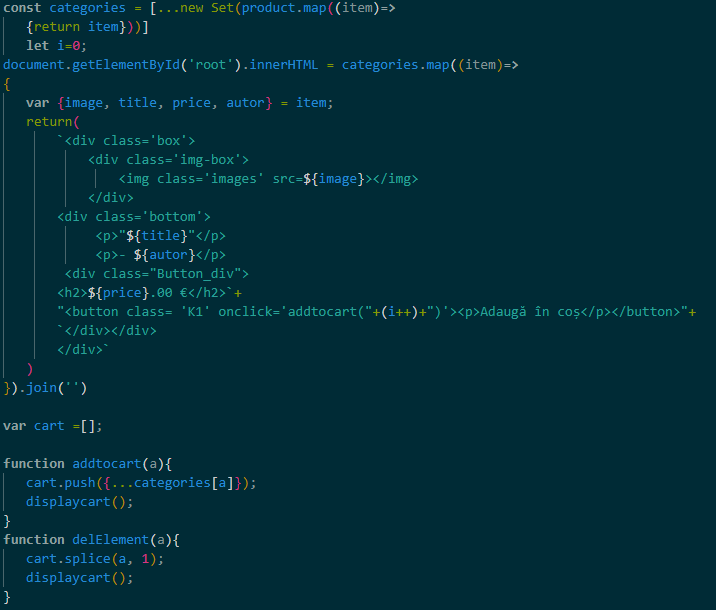 const categories = [...new Set(product.map((item)=>
{return item}))]
let i=0;
document.getElementById('root').innerHTML = categories.map((item)=>
{
var {image, title, price, autor} = item;
return(
`<div class='box'>
<div class='img-box'>
<img class='images' src=${image}></img>
</div>
<div class='bottom'>
<p>"${title}"</p>
<p>- ${autor}</p>
<div class="Button_div">
<h2>${price}.00 €</h2>`+
"<button class= 'K1' onclick='addtocart("+(i++)+")'><p>Adaugă în coș</p></button>"+
`</div></div>
</div>`
)
}).join('')
var cart =[];
function addtocart(a){
cart.push({...categories[a]});
displaycart();
}
function delElement(a){
cart.splice(a, 1);
displaycart();
}